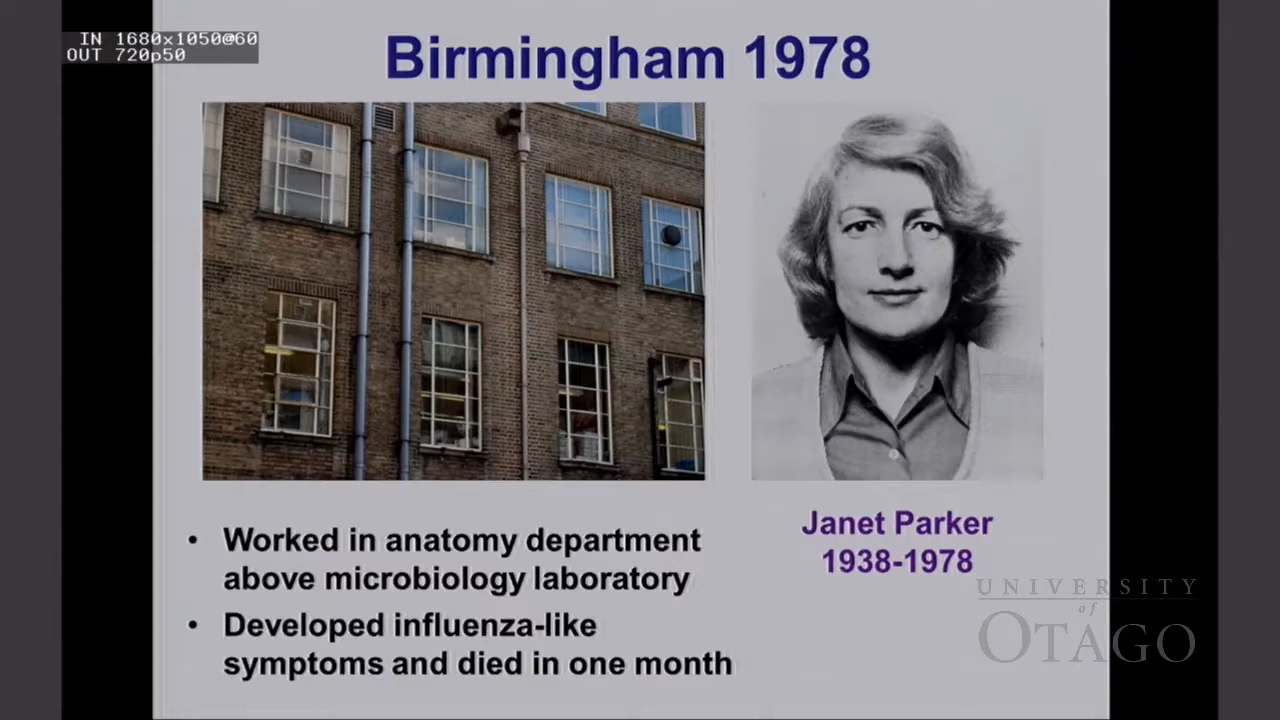 IN 1680x1050@60
OUT 720p50
Birmingham 1978
• Worked in anatomy department
above microbiology laboratory
• Developed influenza-like
symptoms and died in one month
Janet Parker
1938-1978
UNIVERSITY
of
OTAGO